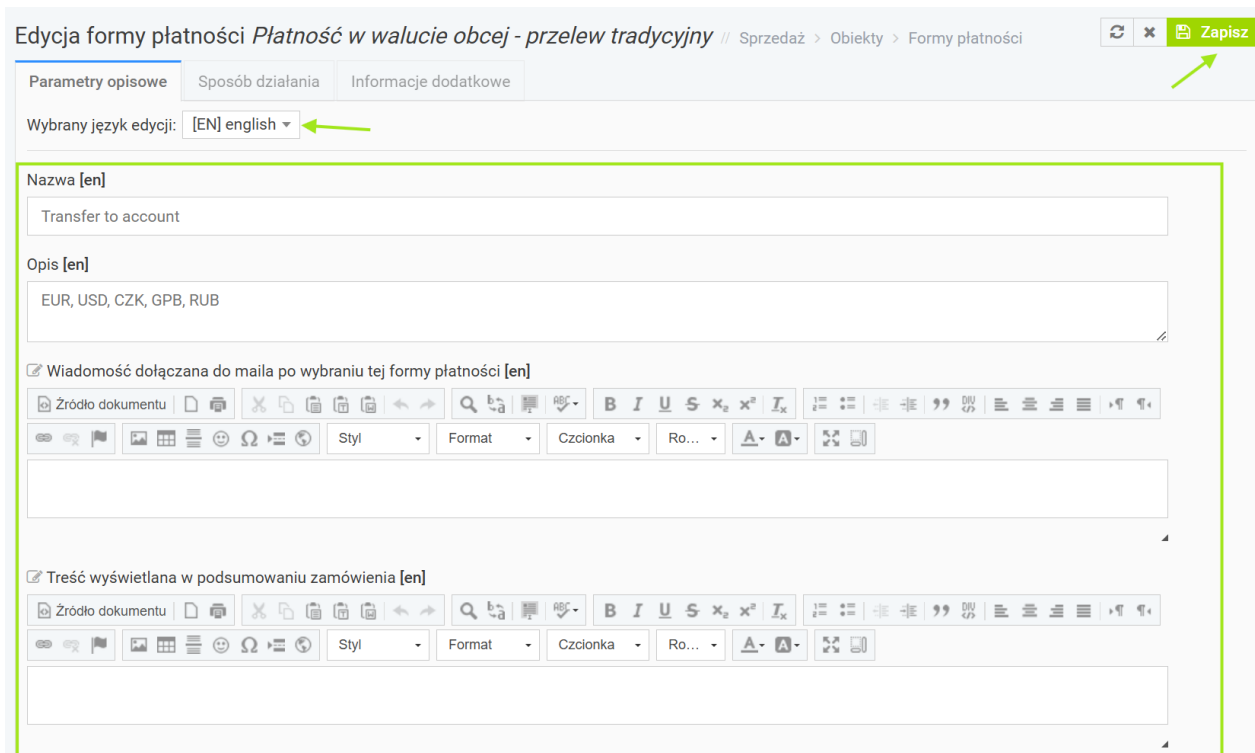 Edycja formy płatności Płatność w walucie obcej - przelew tradycyjny // Sprzedaż > Obiekty > Formy płatności Zapisz
Parametry opisowe Sposób działania Informacje dodatkowe
Wybrany język edycji: [EN] english
Nazwa [en]
Transfer to account
Opis [en]
EUR, USD, CZK, GPB, RUB
Wiadomość dołączana do maila po wybraniu tej formy płatności [en]
Źródło dokumentu
Styl Format Czcionka Ro...
Treść wyświetlana w podsumowaniu zamówienia [en]
Źródło dokumentu
Styl Format Czcionka Ro...